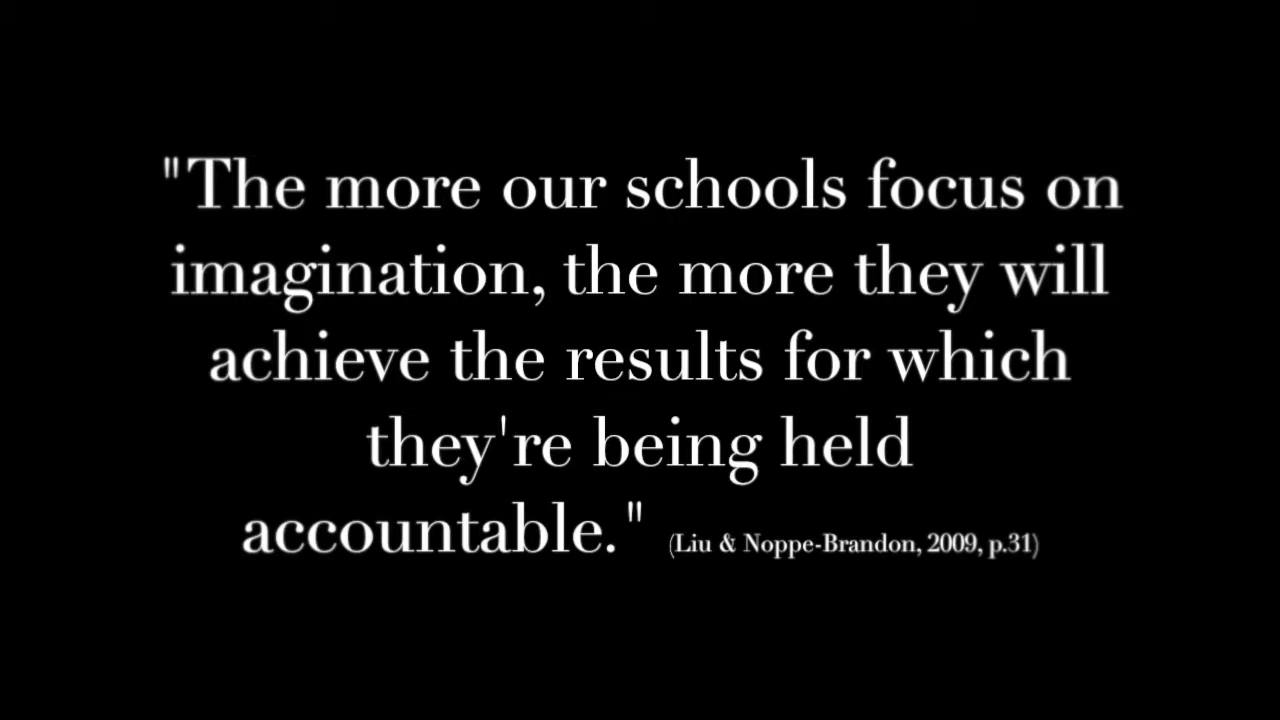 "The more our schools focus on
imagination, the more they will
achieve the results for which
they're being held
accountable." (Liu & Noppe-Brandon, 2009, p.31)